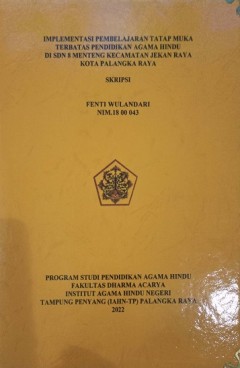 IMPLEMENTASI PEMBELAJARAN TATAP MUKA
TERBATAS PENDIDIKAN AGAMA HINDU
DI SDN 8 MENTENG KECAMATAN JEKAN RAYA
KOTA PALANGKA RAYA
SKRIPSI
FENTI WULANDARI
NIM.18 00 043
PROGRAM STUDI PENDIDIKAN AGAMA HINDU
FAKULTAS DHARMA ACARYA
INSTITUT AGAMA HINDU NEGERI
TAMPUNG PENYANG (IAHN-TP) PALANGKA RAYA
2022